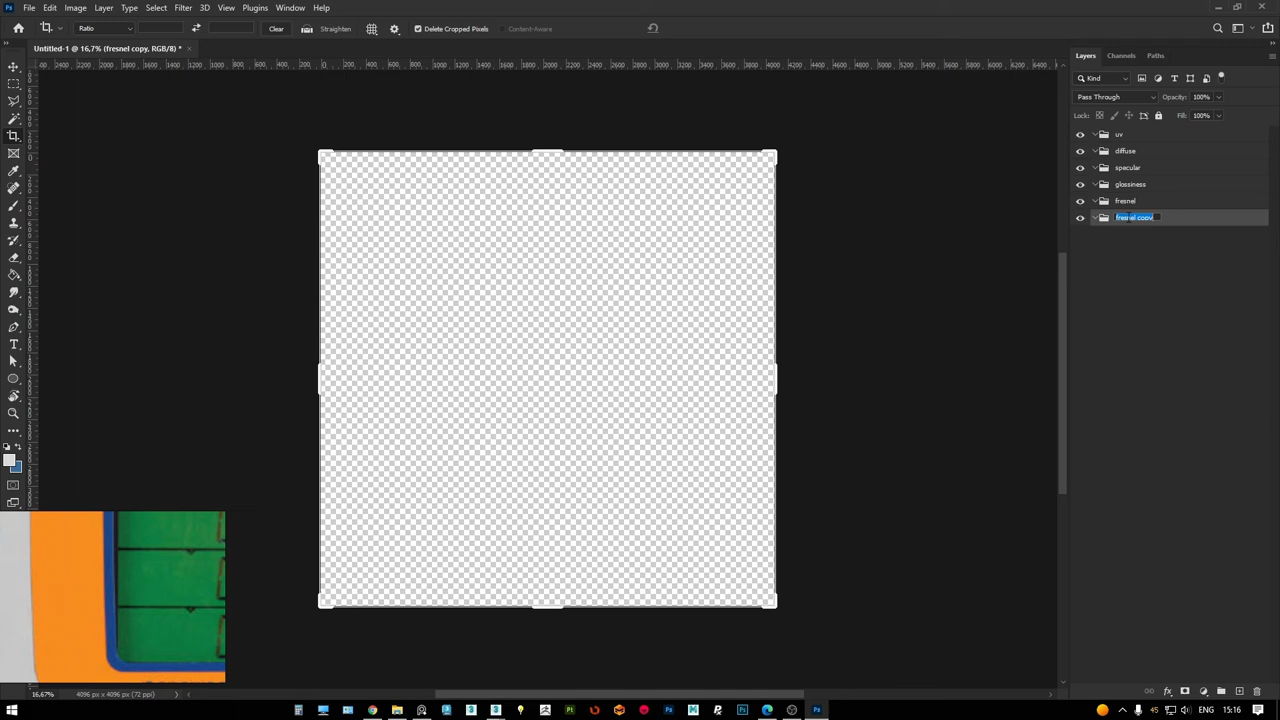 Ps File Edit Image Layer Type Select Filter 3D View Plugins Window Help
Ratio Clear Straighten Delete Cropped Pixels Content-Aware
Untitled-1 @ 16,7% (fresnel copy, RGB/8) *
Layers Channels Paths
Kind
Pass Through Opacity: 100%
Lock: Fill: 100%
uv
diffuse
specular
glossiness
fresnel
fresnel copy
16,67% 4096 px x 4096 px (72 ppi)
45 ENG 15:16